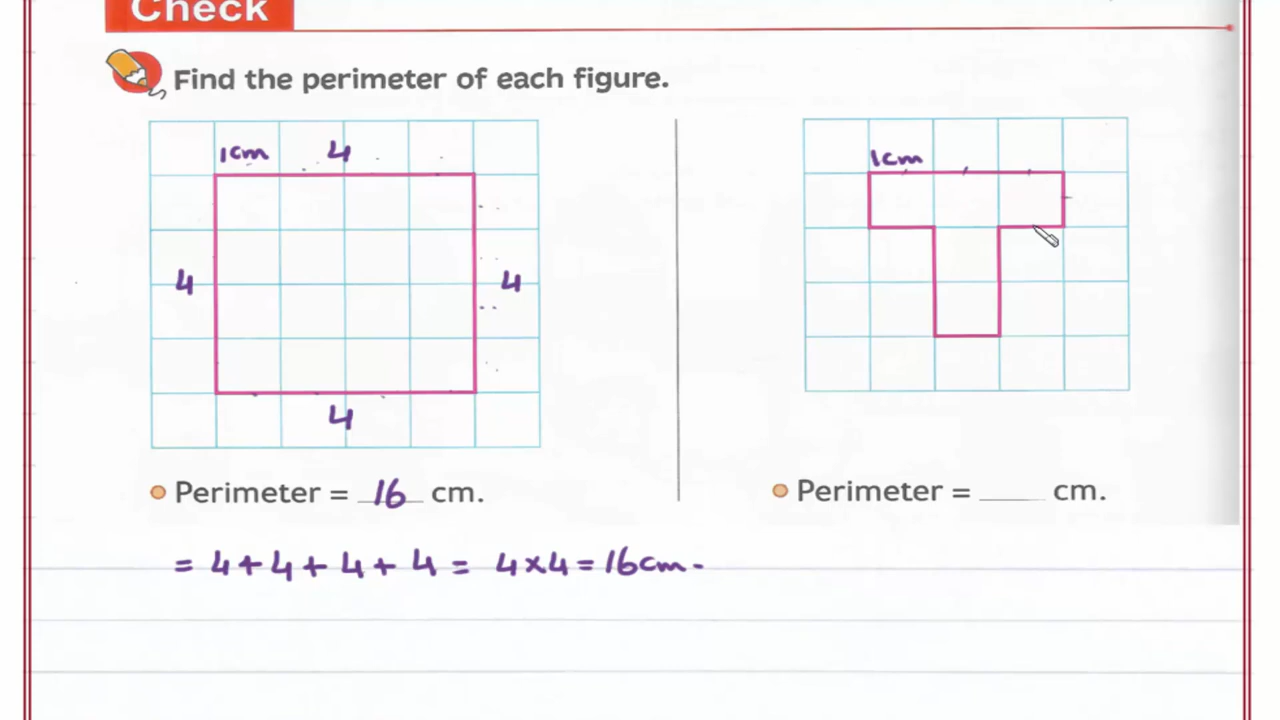 Check
Find the perimeter of each figure.
1cm 4
4 4
4
Perimeter = 16 cm.
= 4+4+4+4 = 4×4=16cm.
1cm
Perimeter = ____ cm.